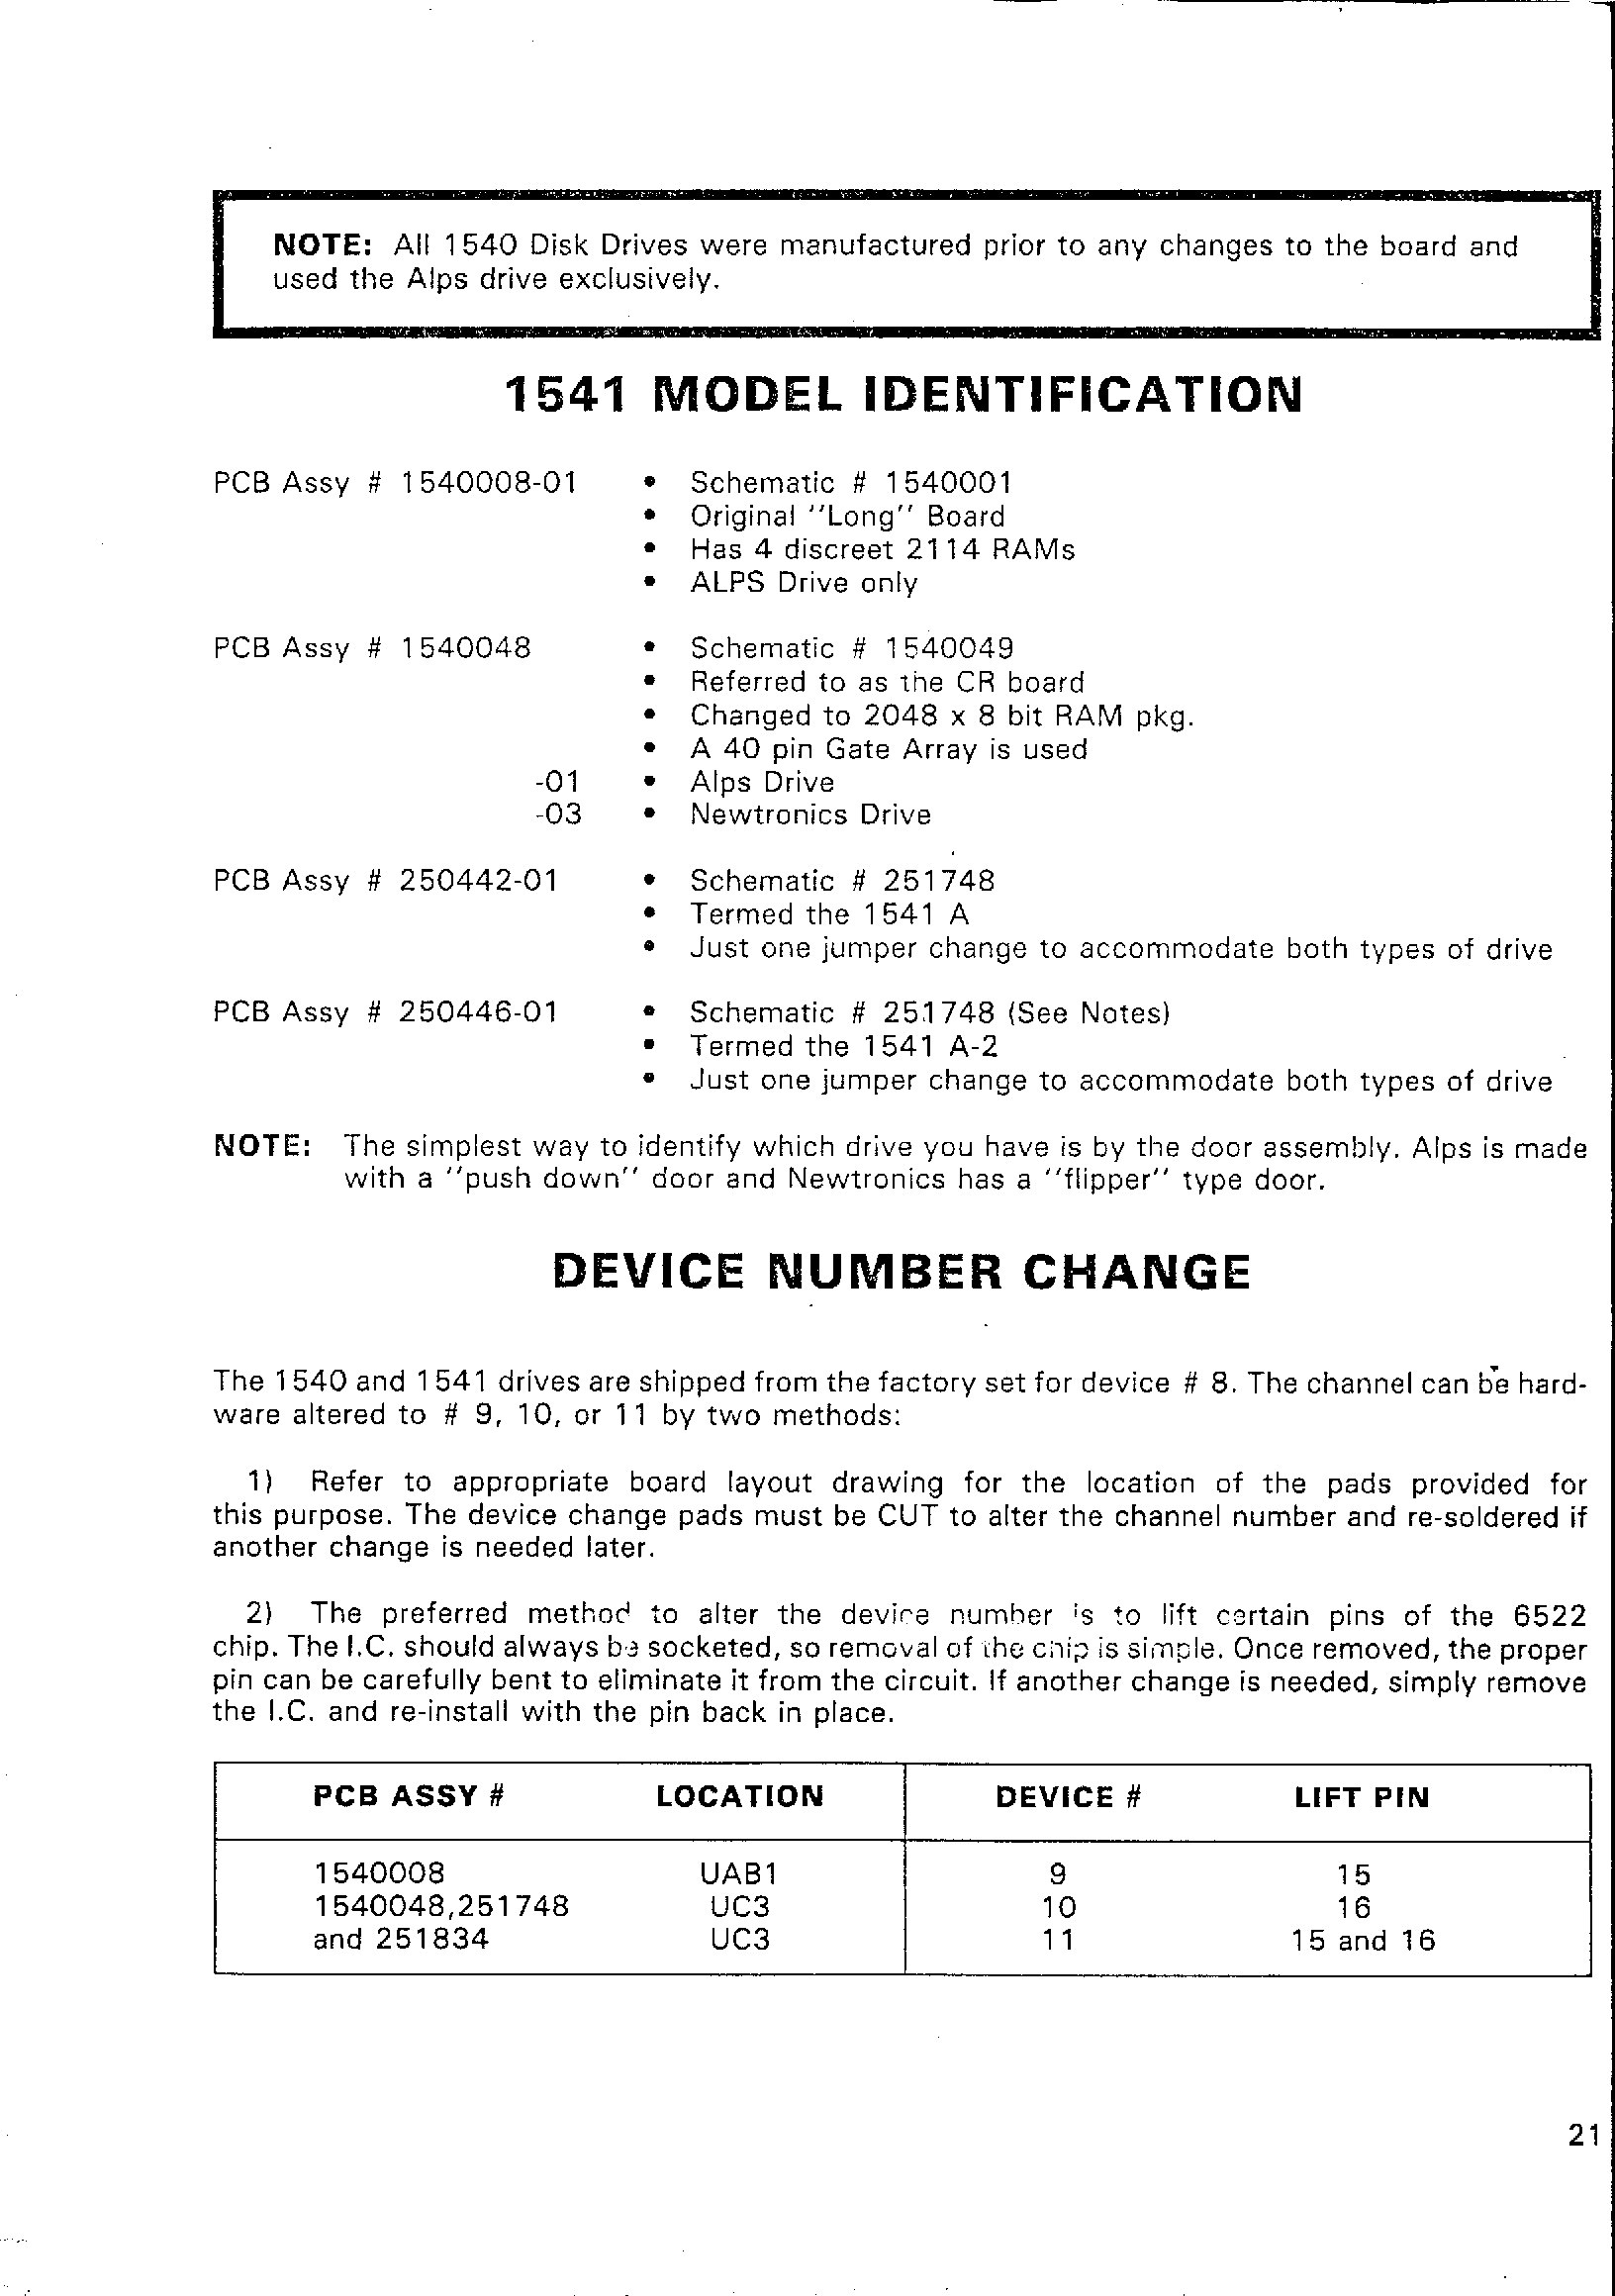 NOTE: All 1540 Disk Drives were manufactured prior to any changes to the board and
used the Alps drive exclusively.
1541 MODEL IDENTIFICATION
PCB Assy # 1540008-01 • Schematic # 1540001
• Original "Long" Board
• Has 4 discreet 2114 RAMs
• ALPS Drive only
PCB Assy # 1540048 • Schematic # 1540049
• Referred to as the CR board
• Changed to 2048 x 8 bit RAM pkg.
• A 40 pin Gate Array is used
-01 • Alps Drive
-03 • Newtronics Drive
PCB Assy # 250442-01 • Schematic # 251748
• Termed the 1541 A
• Just one jumper change to accommodate both types of drive
PCB Assy # 250446-01 • Schematic # 251748 (See Notes)
• Termed the 1541 A-2
• Just one jumper change to accommodate both types of drive
NOTE: The simplest way to identify which drive you have is by the door assembly. Alps is made
with a "push down" door and Newtronics has a "flipper" type door.
DEVICE NUMBER CHANGE
The 1540 and 1541 drives are shipped from the factory set for device # 8. The channel can be hard-
ware altered to # 9, 10, or 11 by two methods:
1) Refer to appropriate board layout drawing for the location of the pads provided for
this purpose. The device change pads must be CUT to alter the channel number and re-soldered if
another change is needed later.
2) The preferred method to alter the device number is to lift certain pins of the 6522
chip. The I.C. should always be socketed, so removal of the chip is simple. Once removed, the proper
pin can be carefully bent to eliminate it from the circuit. If another change is needed, simply remove
the I.C. and re-install with the pin back in place.
PCB ASSY # LOCATION DEVICE # LIFT PIN
1540008 UAB1 9 15
1540048,251748 UC3 10 16
and 251834 UC3 11 15 and 16
21